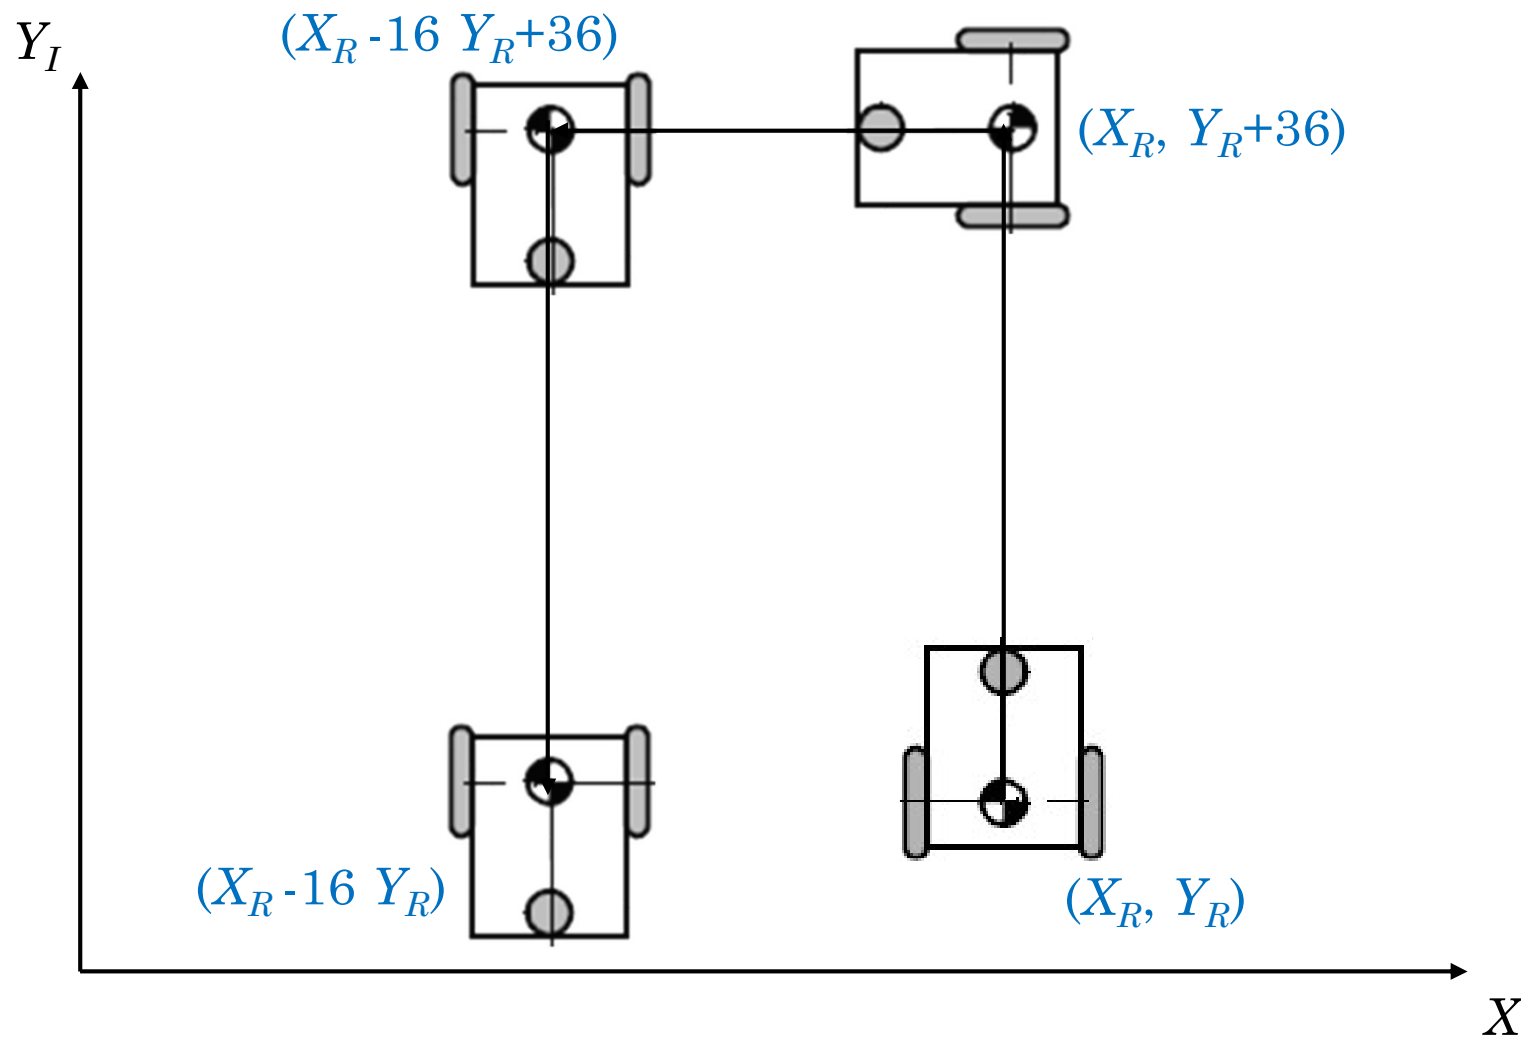 Y_I
(X_R -16 Y_R+36)
(X_R, Y_R+36)
(X_R -16 Y_R)
(X_R, Y_R)
X